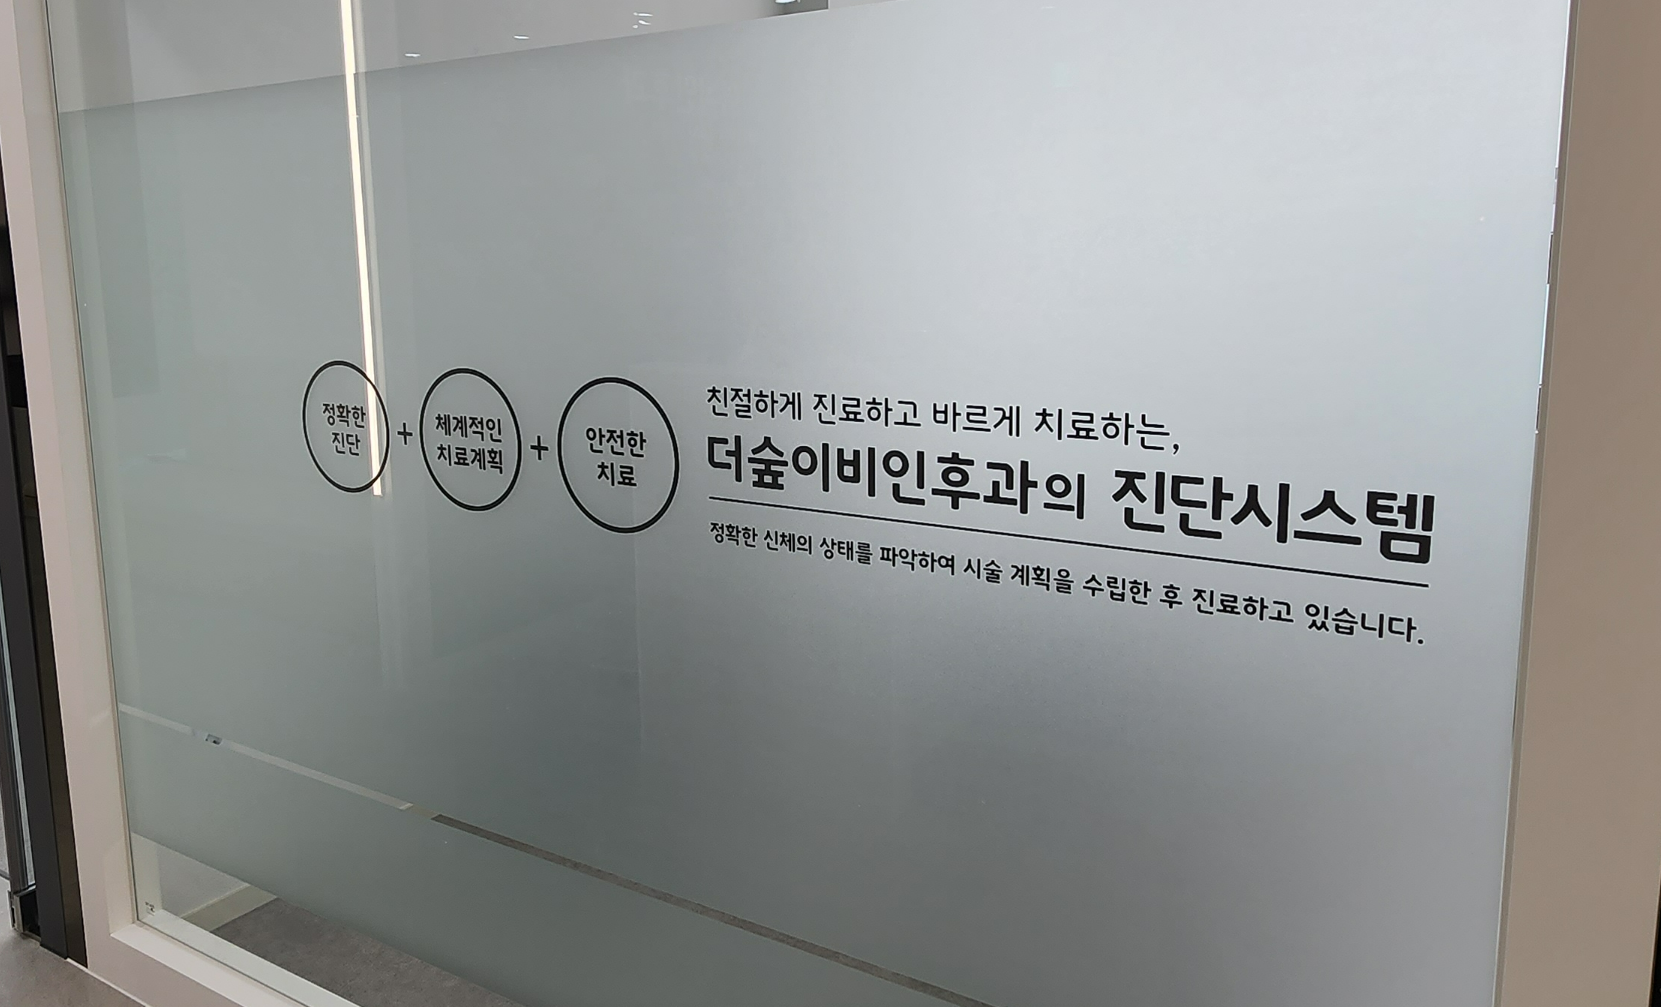 정확한
진단
+
체계적인
치료계획
+
안전한
치료
친절하게 진료하고 바르게 치료하는,
더숲이비인후과의 진단시스템
정확한 신체의 상태를 파악하여 시술 계획을 수립한 후 진료하고 있습니다.